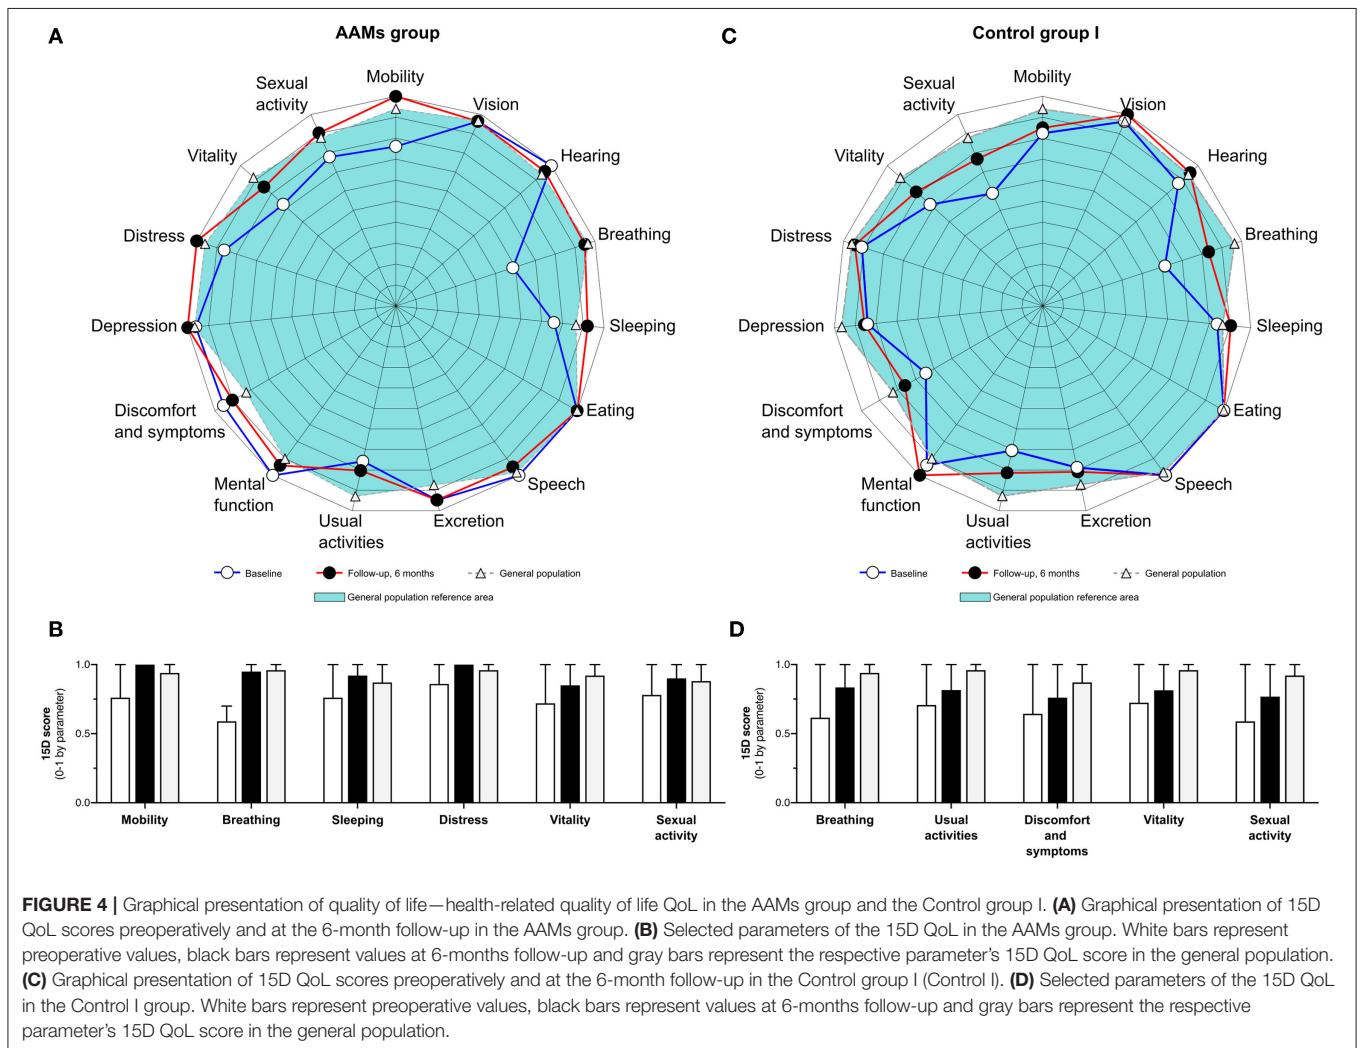 A
AAMs group
Mobility
Vision
Hearing
Breathing
Sleeping
Eating
Speech
Excretion
Usual
activities
Mental
function
Discomfort
and symptoms
Depression
Distress
Vitality
Sexual
activity
Baseline
Follow-up, 6 months
General population
General population reference area
C
Control group I
Mobility
Vision
Hearing
Breathing
Sleeping
Eating
Speech
Excretion
Usual
activities
Mental
function
Discomfort
and symptoms
Depression
Distress
Vitality
Sexual
activity
Baseline
Follow-up, 6 months
General population
General population reference area
B
15D score
(0-1 by parameter)
1.0
0.5
0.0
Mobility
Breathing
Sleeping
Distress
Vitality
Sexual
activity
D
15D score
(0-1 by parameter)
1.0
0.5
0.0
Breathing
Usual
activities
Discomfort
and
symptoms
Vitality
Sexual
activity
FIGURE 4 | Graphical presentation of quality of life—health-related quality of life QoL in the AAMs group and the Control group I. (A) Graphical presentation of 15D
QoL scores preoperatively and at the 6-month follow-up in the AAMs group. (B) Selected parameters of the 15D QoL in the AAMs group. White bars represent
preoperative values, black bars represent values at 6-months follow-up and gray bars represent the respective parameter's 15D QoL score in the general population.
(C) Graphical presentation of 15D QoL scores preoperatively and at the 6-month follow-up in the Control group I (Control I). (D) Selected parameters of the 15D QoL
in the Control I group. White bars represent preoperative values, black bars represent values at 6-months follow-up and gray bars represent the respective
parameter's 15D QoL score in the general population.